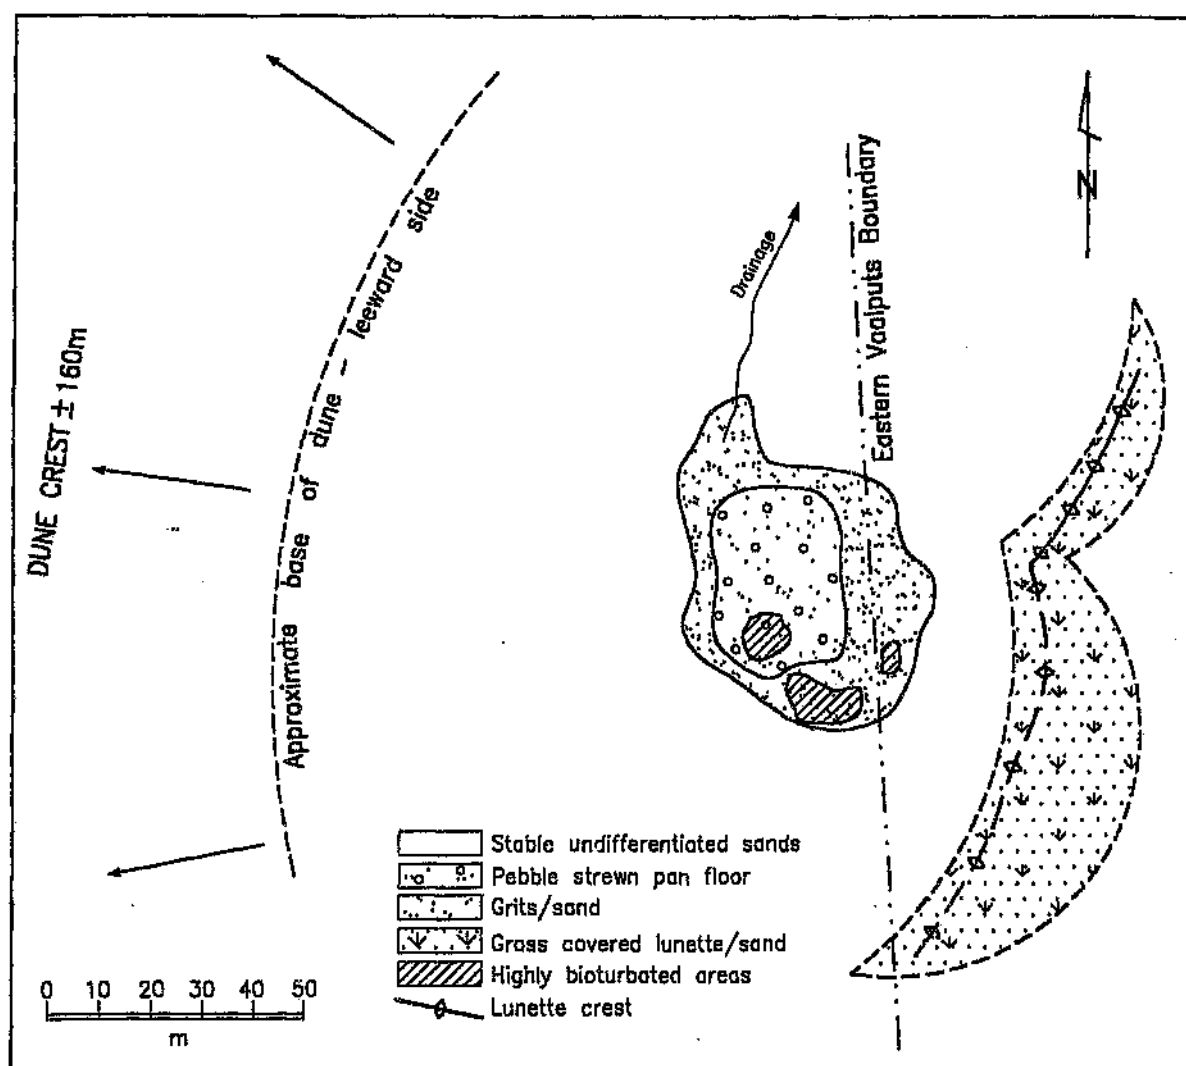 DUNE CREST ± 160m
Approximate base of dune - leeward side
Drainage
Eastern Vaalputs Boundary
N
Stable undifferentiated sands
Pebble strewn pan floor
Grits/sand
Grass covered lunette/sand
Highly bioturbated areas
Lunette crest
0 10 20 30 40 50
m